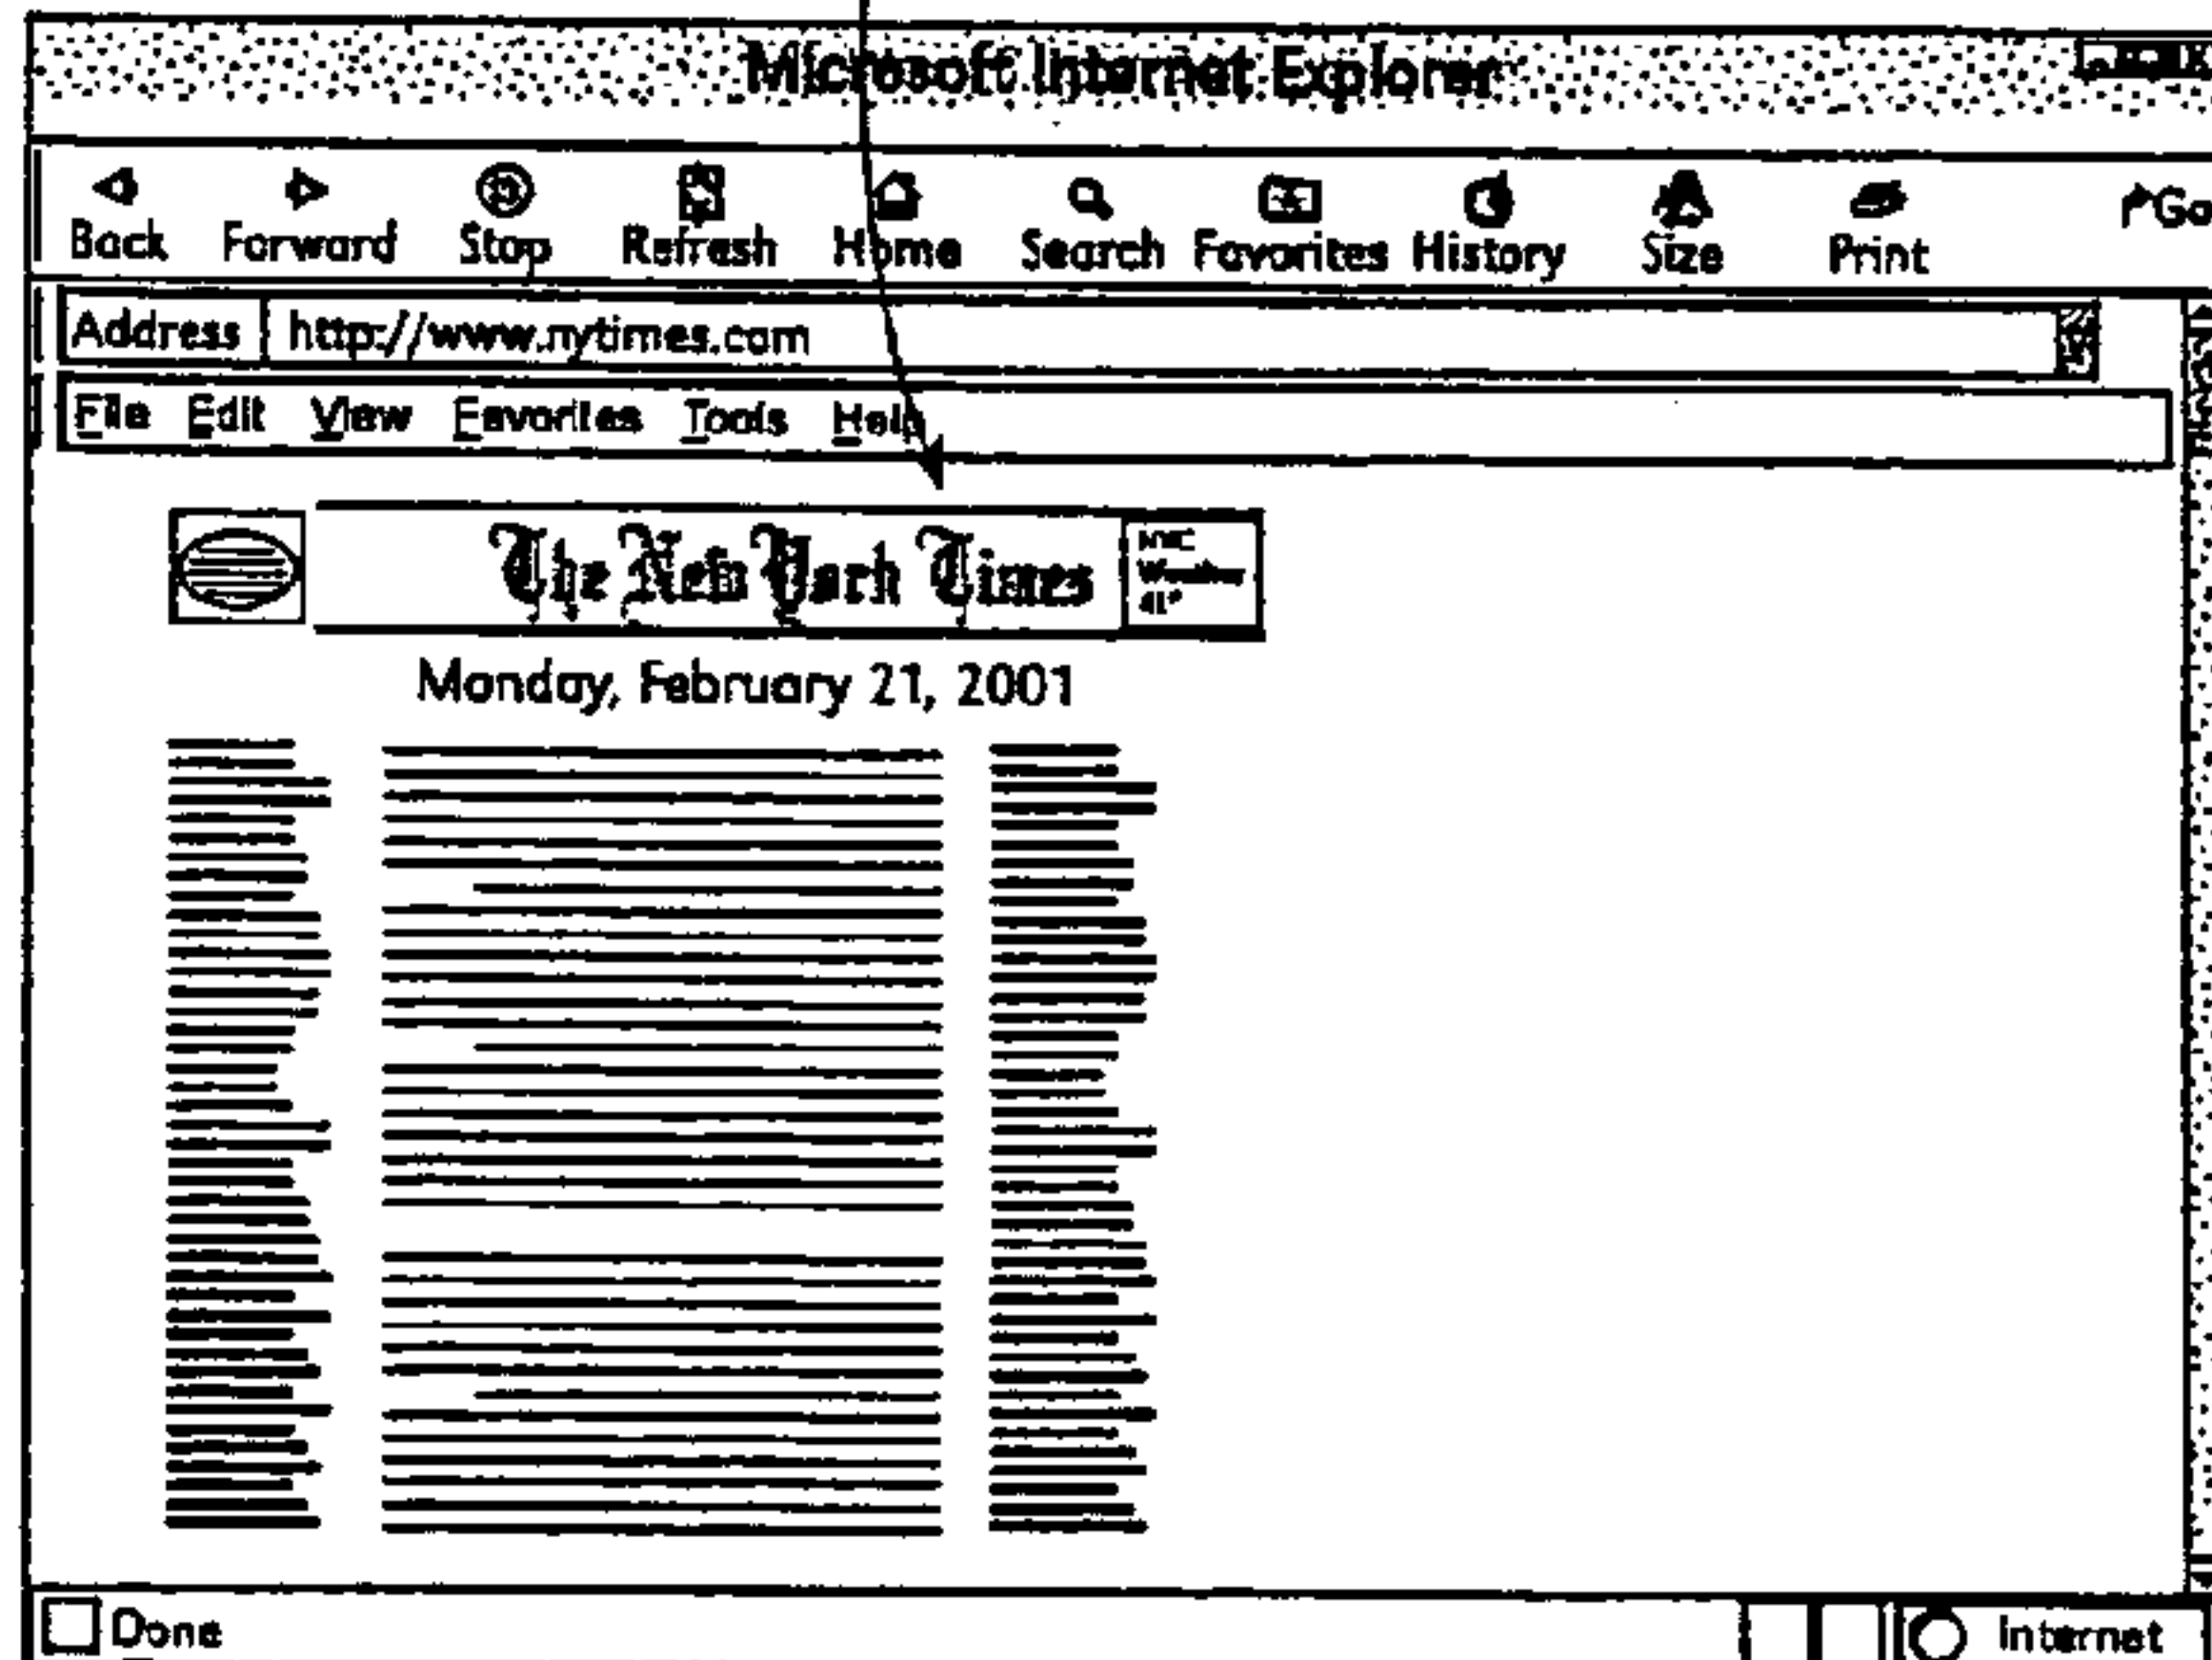 Microsoft Internet Explorer
Back Forward Stop Refresh Home Search Favorites History Size Print Go
Address http://www.nytimes.com
File Edit View Favorites Tools Help
The New York Times
NYC
Weather
41°
Monday, February 21, 2001
Done
Internet